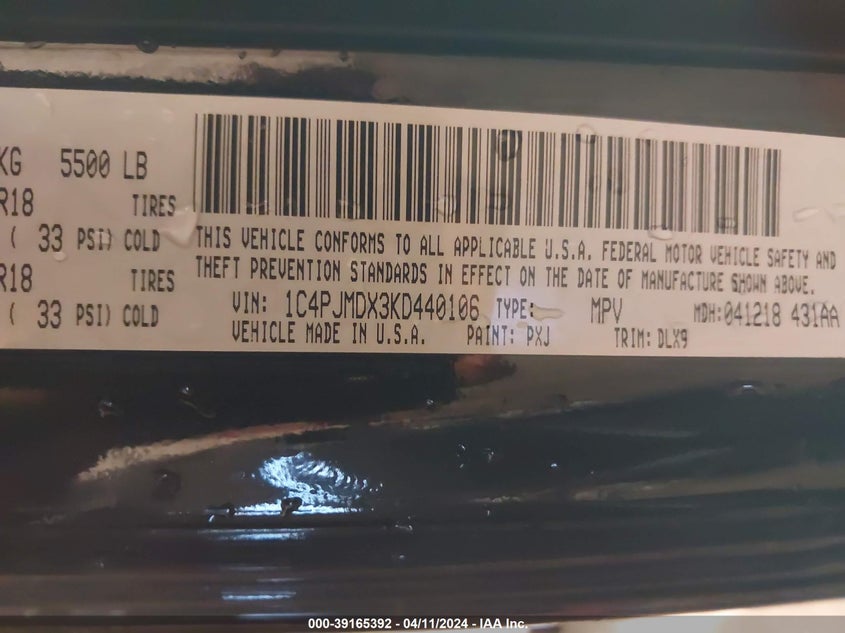 KG 5500 LB
R18 TIRES
( 33 PSI) COLD
R18 TIRES
( 33 PSI) COLD
THIS VEHICLE CONFORMS TO ALL APPLICABLE U.S.A. FEDERAL MOTOR VEHICLE SAFETY AND
THEFT PREVENTION STANDARDS IN EFFECT ON THE DATE OF MANUFACTURE SHOWN ABOVE.
VIN: 1C4PJMDX3KD440106 TYPE: MPV MDH:041218 431AA
VEHICLE MADE IN U.S.A. PAINT: PXJ TRIM: DLX9
000-39165392 - 04/11/2024 - IAA Inc.